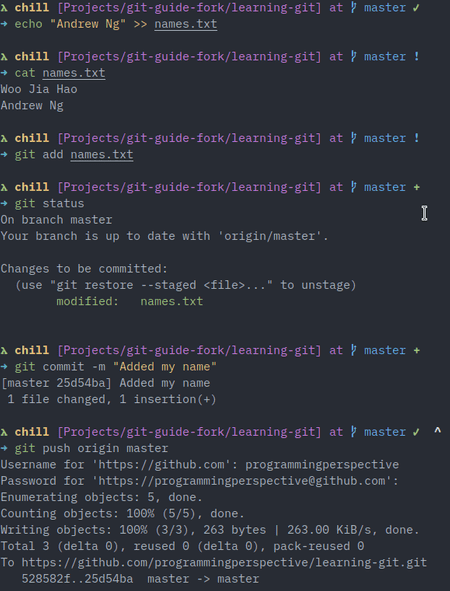 λ chill [Projects/git-guide-fork/learning-git] at master ✓
→ echo "Andrew Ng" >> names.txt
λ chill [Projects/git-guide-fork/learning-git] at master !
→ cat names.txt
Woo Jia Hao
Andrew Ng
λ chill [Projects/git-guide-fork/learning-git] at master !
→ git add names.txt
λ chill [Projects/git-guide-fork/learning-git] at master +
→ git status
On branch master
Your branch is up to date with 'origin/master'.
Changes to be committed:
  (use "git restore --staged <file>..." to unstage)
        modified:   names.txt
λ chill [Projects/git-guide-fork/learning-git] at master +
→ git commit -m "Added my name"
[master 25d54ba] Added my name
 1 file changed, 1 insertion(+)
λ chill [Projects/git-guide-fork/learning-git] at master ✓ ^
→ git push origin master
Username for 'https://github.com': programmingperspective
Password for 'https://programmingperspective@github.com':
Enumerating objects: 5, done.
Counting objects: 100% (5/5), done.
Writing objects: 100% (3/3), 263 bytes | 263.00 KiB/s, done.
Total 3 (delta 0), reused 0 (delta 0), pack-reused 0
To https://github.com/programmingperspective/learning-git.git
   528582f..25d54ba  master -> master